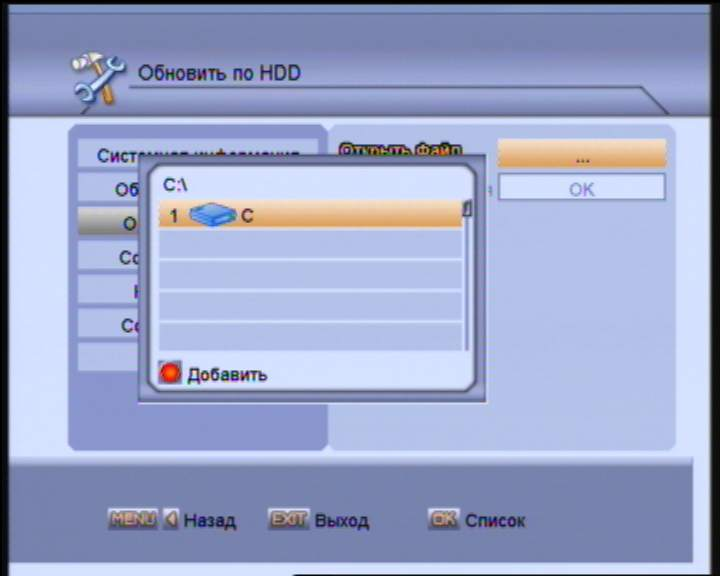 Обновить по HDD
Открыть файл
...
OK
C:\
1 C
Добавить
MENU Назад
EXIT Выход
OK Список